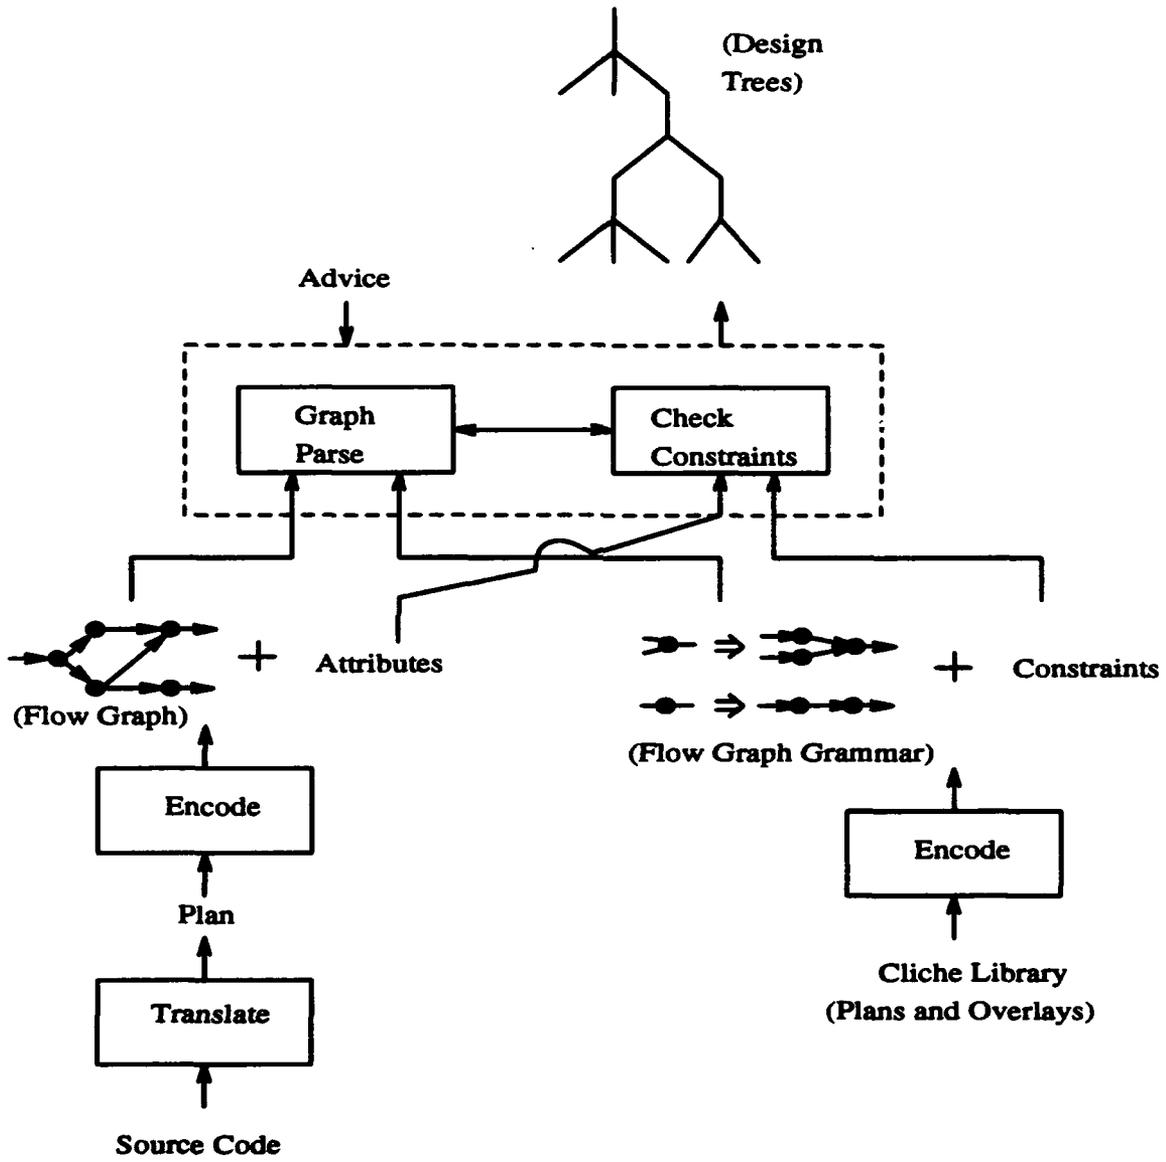 (Design
Trees)
Advice
Graph
Parse
Check
Constraints
+
Attributes
(Flow Graph)
⇒
⇒
+
Constraints
(Flow Graph Grammar)
Encode
Encode
Plan
Cliche Library
(Plans and Overlays)
Translate
Source Code